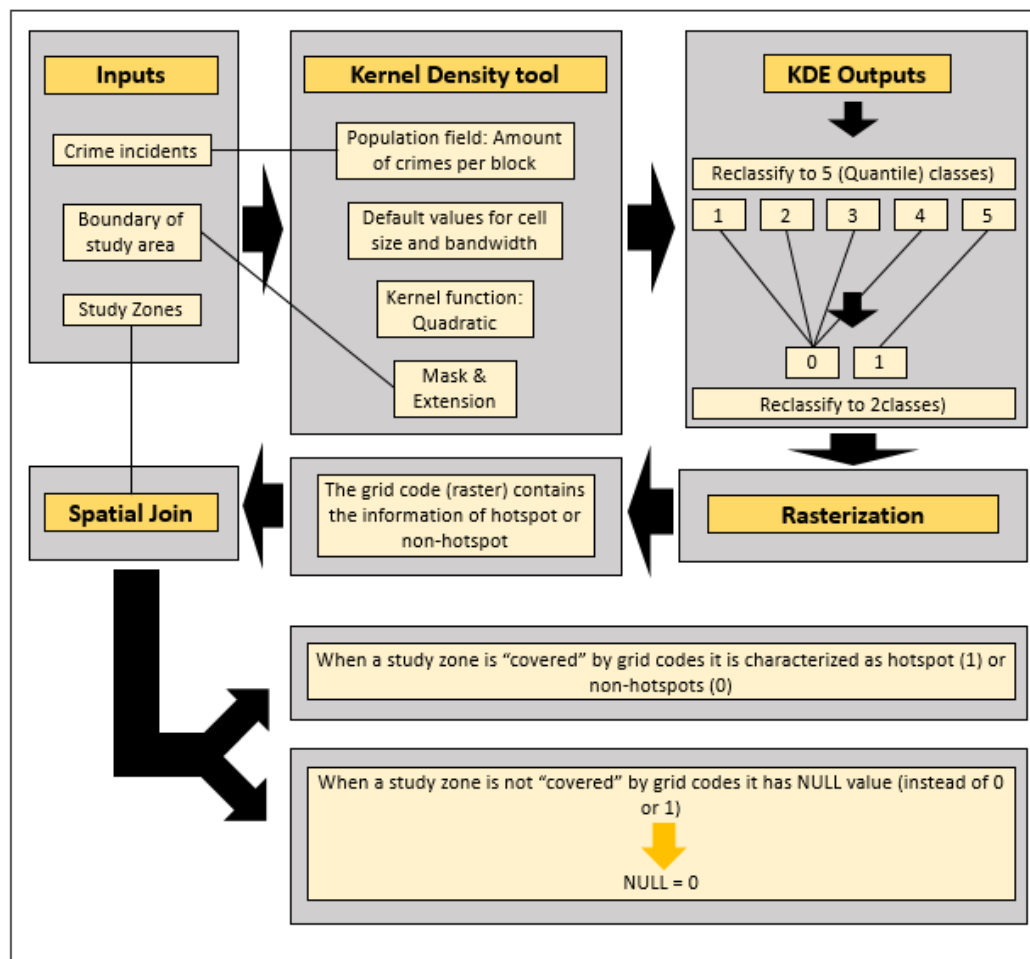 Inputs
Crime incidents
Boundary of
study area
Study Zones
Kernel Density tool
Population field: Amount
of crimes per block
Default values for cell
size and bandwidth
Kernel function:
Quadratic
Mask &
Extension
KDE Outputs
Reclassify to 5 (Quantile) classes)
1 2 3 4 5
0 1
Reclassify to 2classes)
Rasterization
The grid code (raster) contains
the information of hotspot or
non-hotspot
Spatial Join
When a study zone is “covered” by grid codes it is characterized as hotspot (1) or
non-hotspots (0)
When a study zone is not “covered” by grid codes it has NULL value (instead of 0
or 1)
NULL = 0